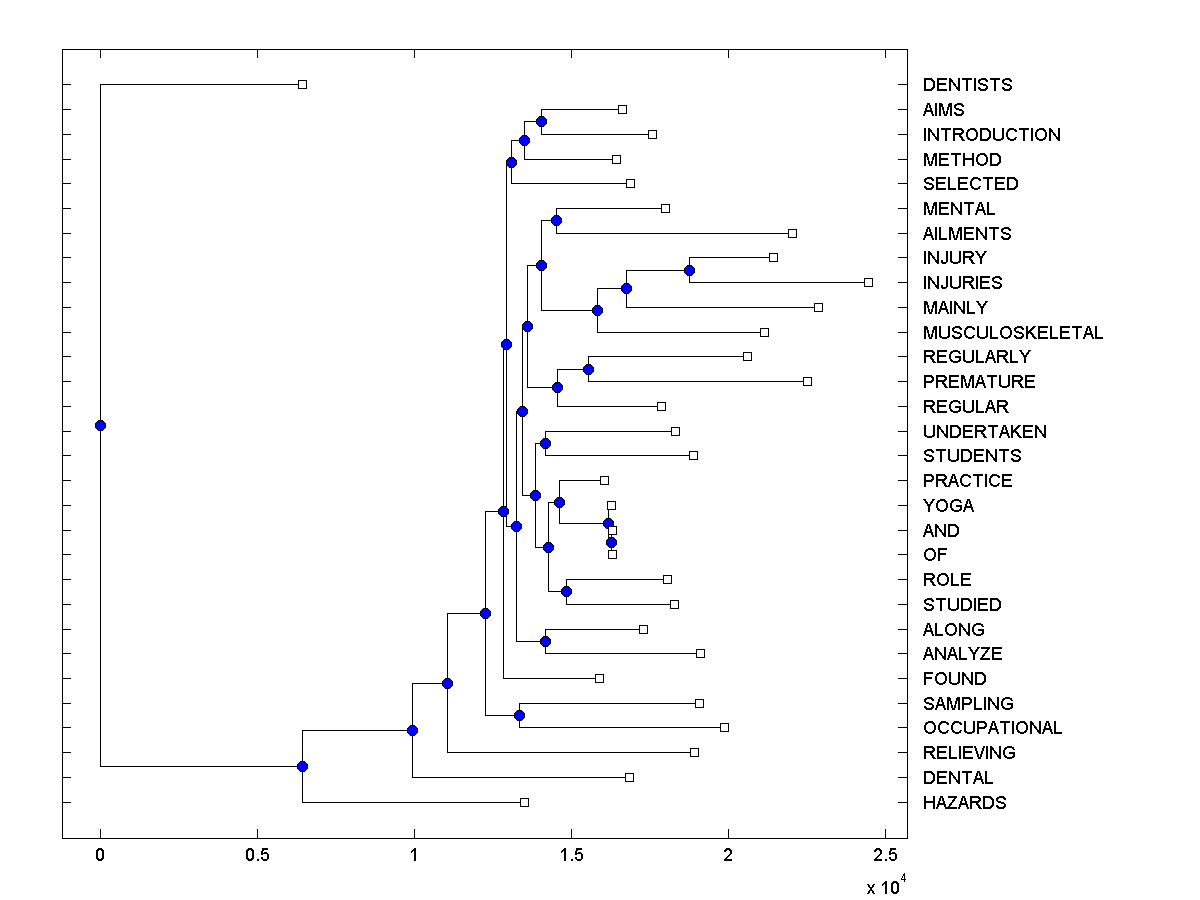 DENTISTS
AIMS
INTRODUCTION
METHOD
SELECTED
MENTAL
AILMENTS
INJURY
INJURIES
MAINLY
MUSCULOSKELETAL
REGULARLY
PREMATURE
REGULAR
UNDERTAKEN
STUDENTS
PRACTICE
YOGA
AND
OF
ROLE
STUDIED
ALONG
ANALYZE
FOUND
SAMPLING
OCCUPATIONAL
RELIEVING
DENTAL
HAZARDS
0 0.5 1 1.5 2 2.5
x 10^4